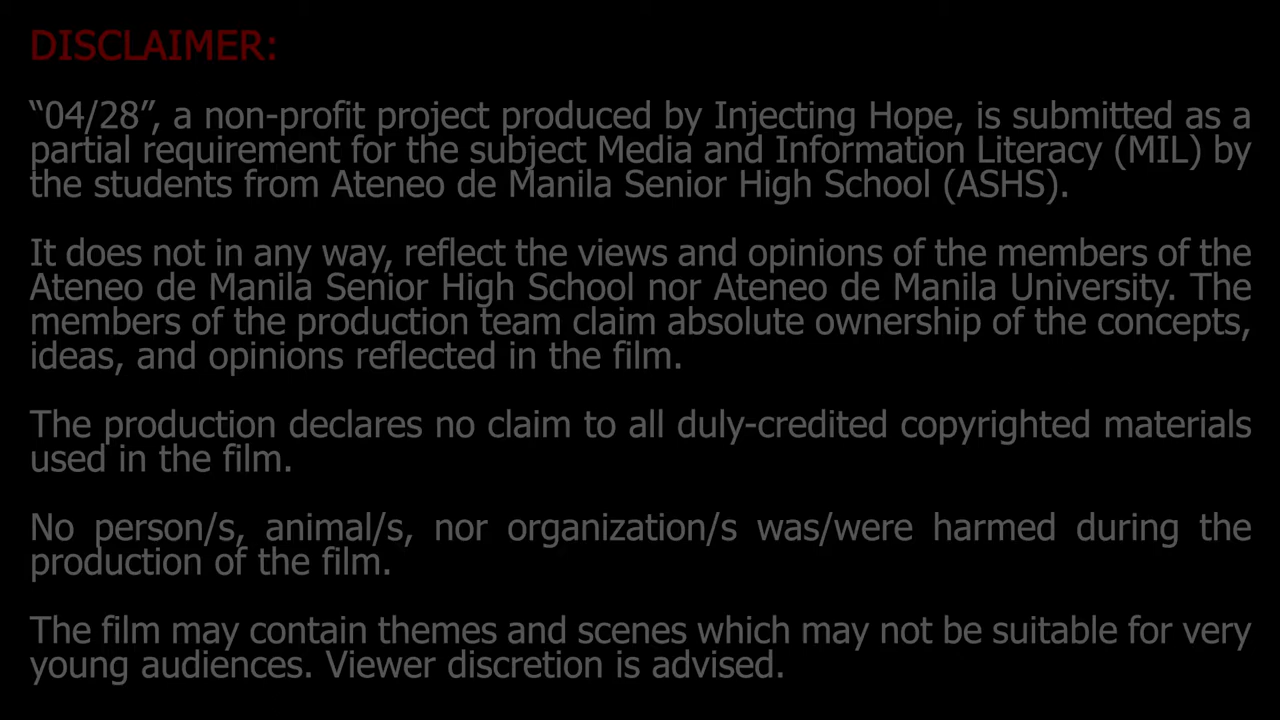 DISCLAIMER:
“04/28”, a non-profit project produced by Injecting Hope, is submitted as a
partial requirement for the subject Media and Information Literacy (MIL) by
the students from Ateneo de Manila Senior High School (ASHS).
It does not in any way, reflect the views and opinions of the members of the
Ateneo de Manila Senior High School nor Ateneo de Manila University. The
members of the production team claim absolute ownership of the concepts,
ideas, and opinions reflected in the film.
The production declares no claim to all duly-credited copyrighted materials
used in the film.
No person/s, animal/s, nor organization/s was/were harmed during the
production of the film.
The film may contain themes and scenes which may not be suitable for very
young audiences. Viewer discretion is advised.